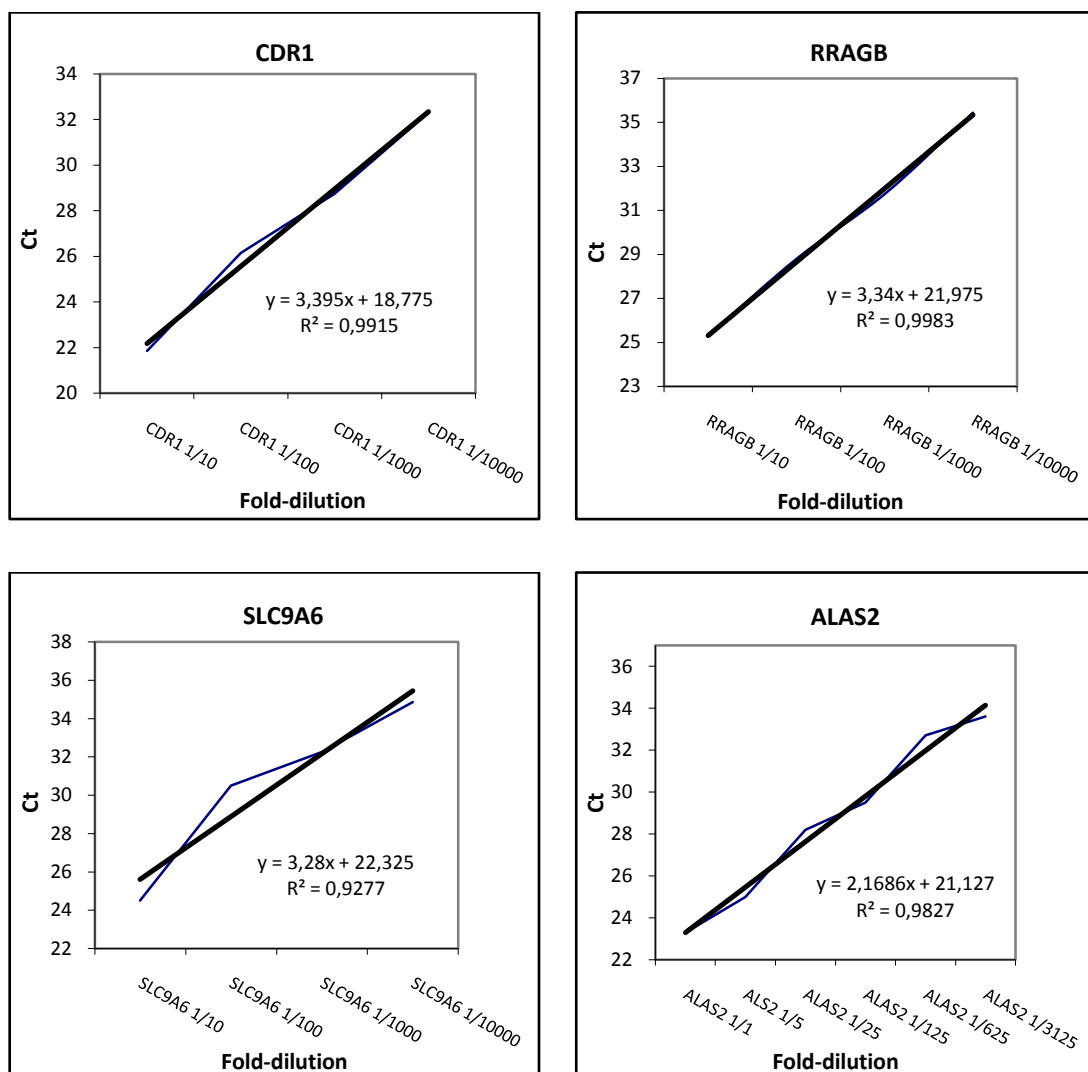 CDR1
34
32
30
28
26
24
22
20
Ct
y = 3,395x + 18,775
R² = 0,9915
CDR1 1/10
CDR1 1/100
CDR1 1/1000
CDR1 1/10000
Fold-dilution
RRAGB
37
35
33
31
29
27
25
23
Ct
y = 3,34x + 21,975
R² = 0,9983
RRAGB 1/10
RRAGB 1/100
RRAGB 1/1000
RRAGB 1/10000
Fold-dilution
SLC9A6
38
36
34
32
30
28
26
24
22
Ct
y = 3,28x + 22,325
R² = 0,9277
SLC9A6 1/10
SLC9A6 1/100
SLC9A6 1/1000
SLC9A6 1/10000
Fold-dilution
ALAS2
36
34
32
30
28
26
24
22
Ct
y = 2,1686x + 21,127
R² = 0,9827
ALAS2 1/1
ALS2 1/5
ALAS2 1/25
ALAS2 1/125
ALAS2 1/625
ALAS2 1/3125
Fold-dilution